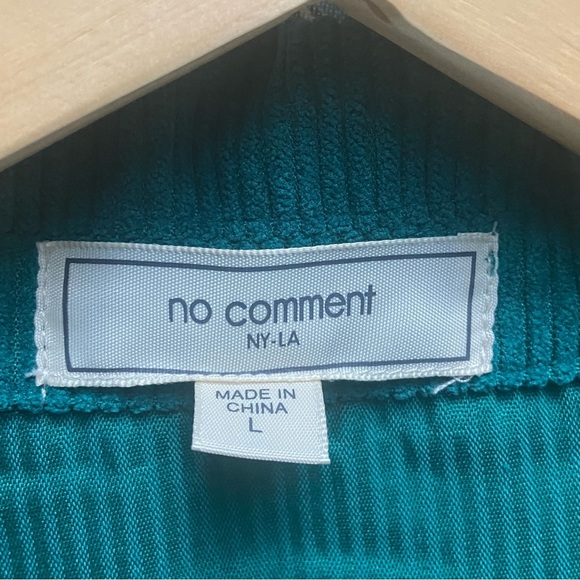 no comment
NY-LA
MADE IN
CHINA
L